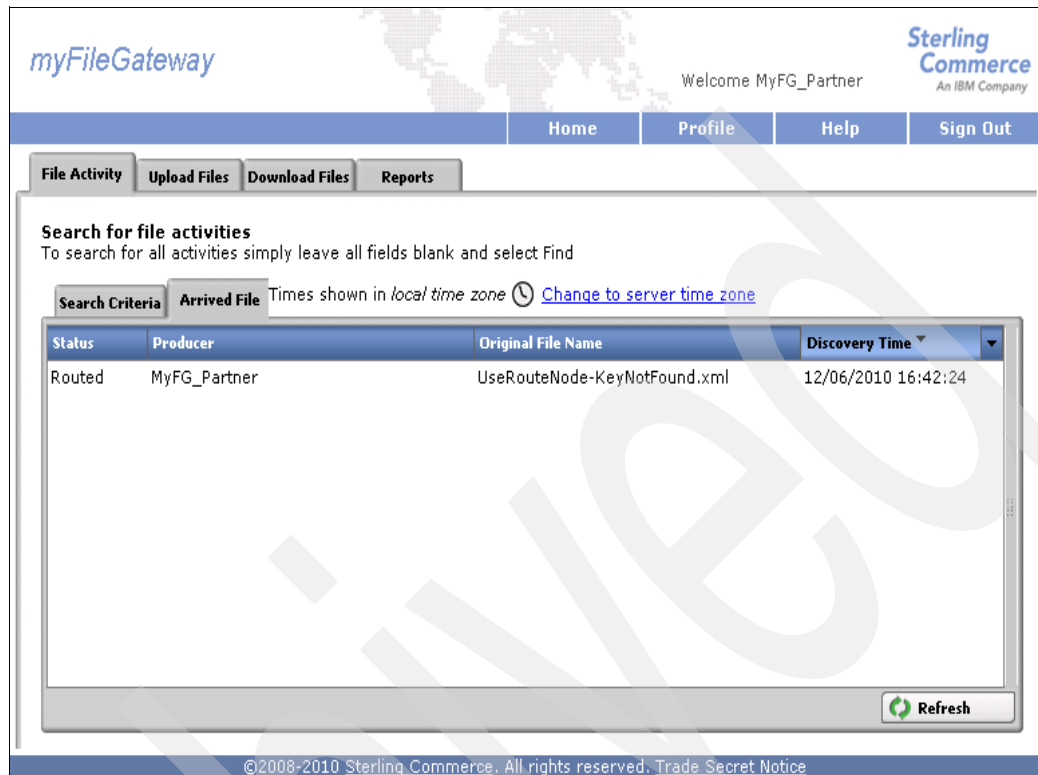 myFileGateway
Welcome MyFG_Partner
Sterling
Commerce
An IBM Company
Home Profile Help Sign Out
File Activity Upload Files Download Files Reports
Search for file activities
To search for all activities simply leave all fields blank and select Find
Search Criteria Arrived File Times shown in local time zone Change to server time zone
Status Producer Original File Name Discovery Time
Routed MyFG_Partner UseRouteNode-KeyNotFound.xml 12/06/2010 16:42:24
Refresh
©2008-2010 Sterling Commerce. All rights reserved. Trade Secret Notice